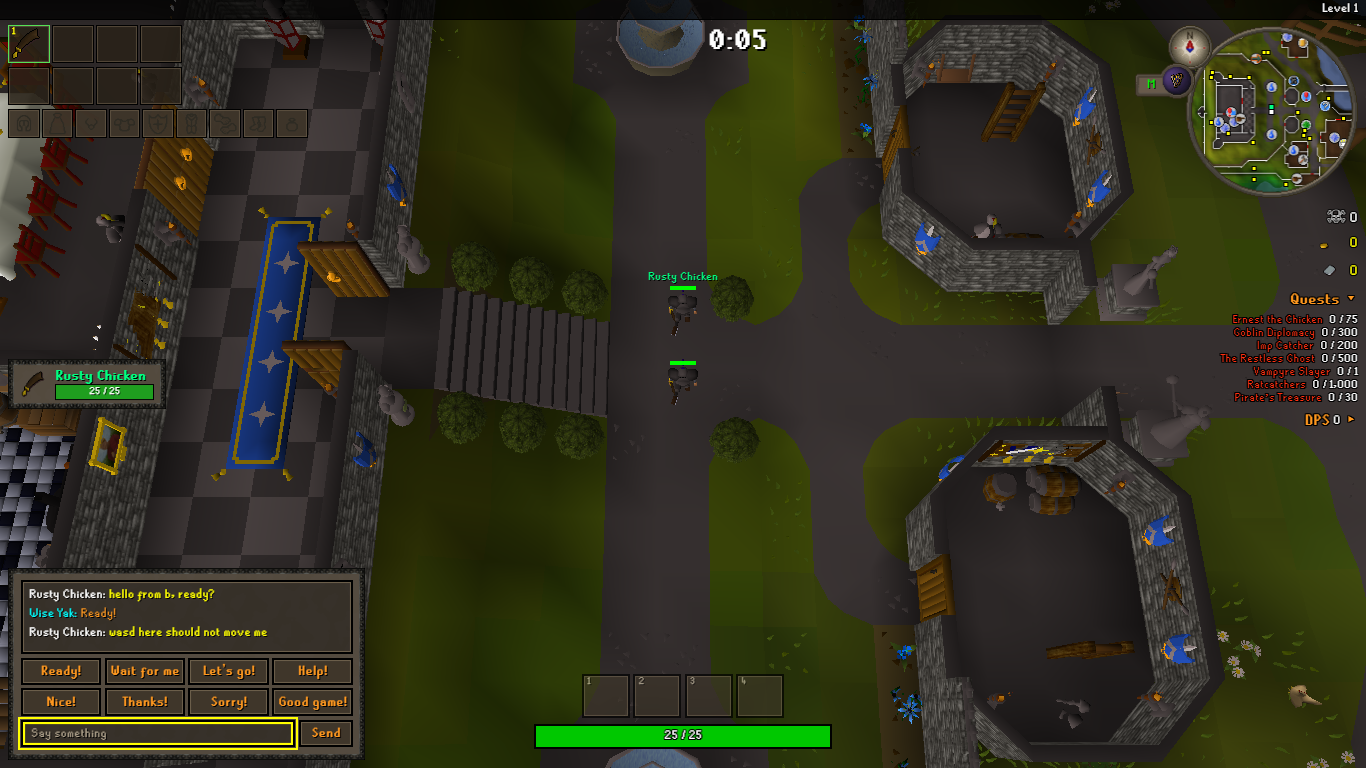 Level 1
1
0:05
N
M
0
0
0
Quests
Ernest the Chicken 0 / 75
Goblin Diplomacy 0 / 300
Imp Catcher 0 / 200
The Restless Ghost 0 / 500
Vampyre Slayer 0 / 1
Ratcatchers 0 / 1,000
Pirate's Treasure 0 / 30
DPS 0
Rusty Chicken
Rusty Chicken
25 / 25
Rusty Chicken: hello from b, ready?
Wise Yak: Ready!
Rusty Chicken: wasd here should not move me
Ready! Wait for me Let's go! Help!
Nice! Thanks! Sorry! Good game!
Say something Send
1 2 3 4
25 / 25